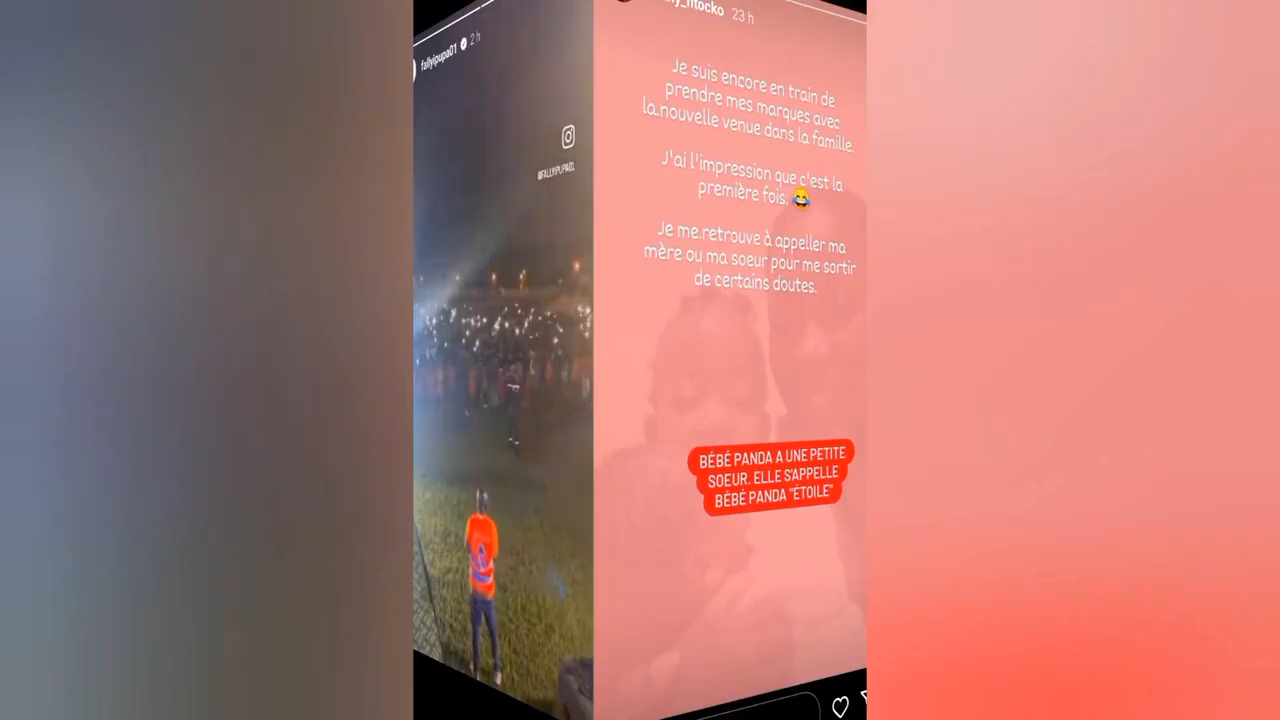 fallyipupa01 2 h
@FALLYIPUPA01
ntocko 23 h
Je suis encore en train de
prendre mes marques avec
la.nouvelle venue dans la famille.
J'ai l'impression que c'est la
première fois. 😂
Je me.retrouve à appeller ma
mère ou ma soeur pour me sortir
de certains doutes.
BÉBÉ PANDA A UNE PETITE
SOEUR. ELLE S'APPELLE
BÉBÉ PANDA "ÉTOILE"